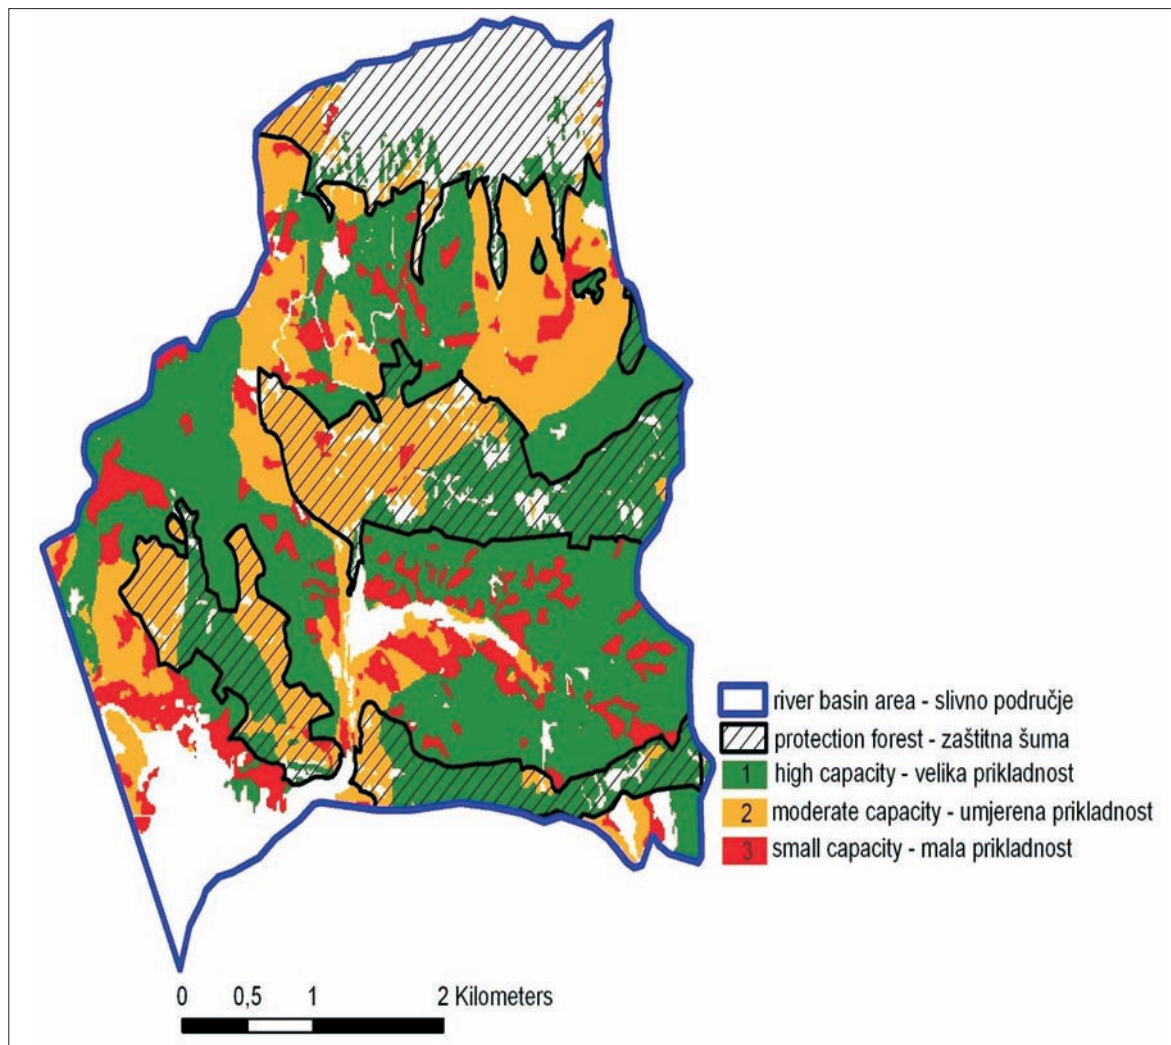 river basin area - slivno područje
protection forest - zaštitna šuma
1 high capacity - velika prikladnost
2 moderate capacity - umjerena prikladnost
3 small capacity - mala prikladnost
0 0,5 1 2 Kilometers